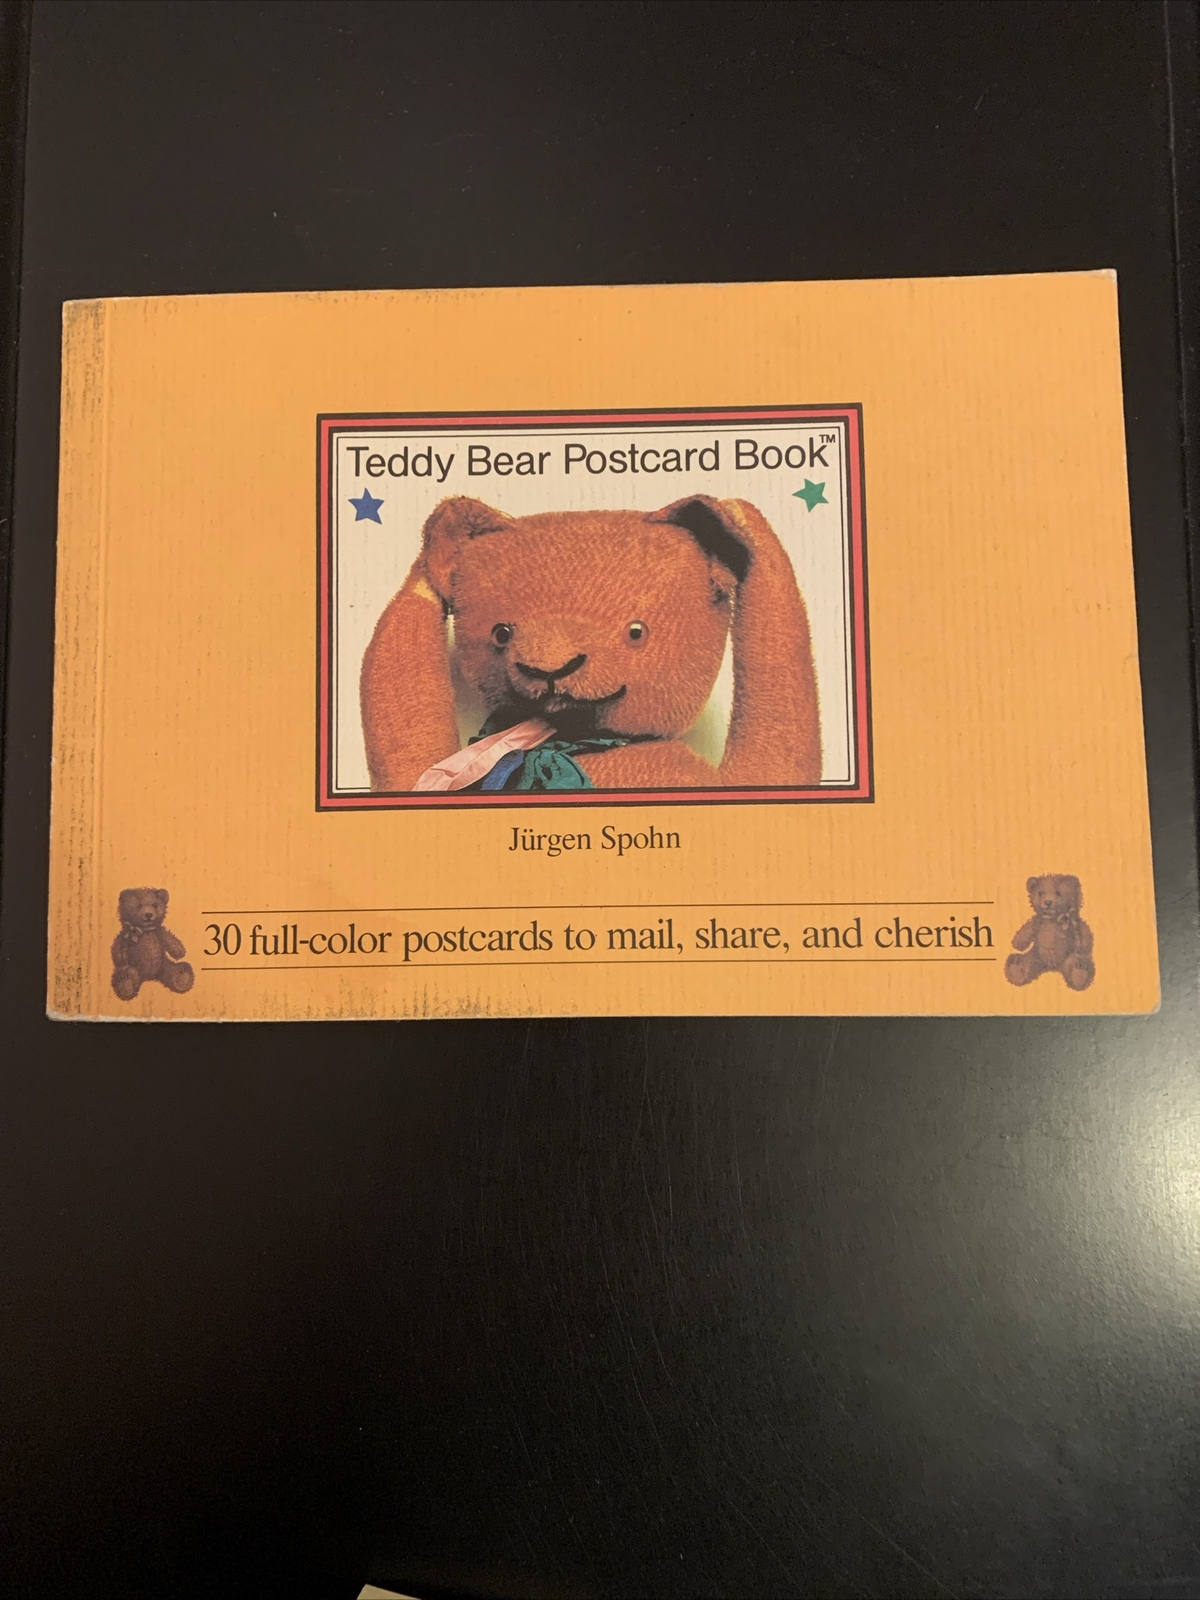 Teddy Bear Postcard Book™
Jürgen Spohn
30 full-color postcards to mail, share, and cherish